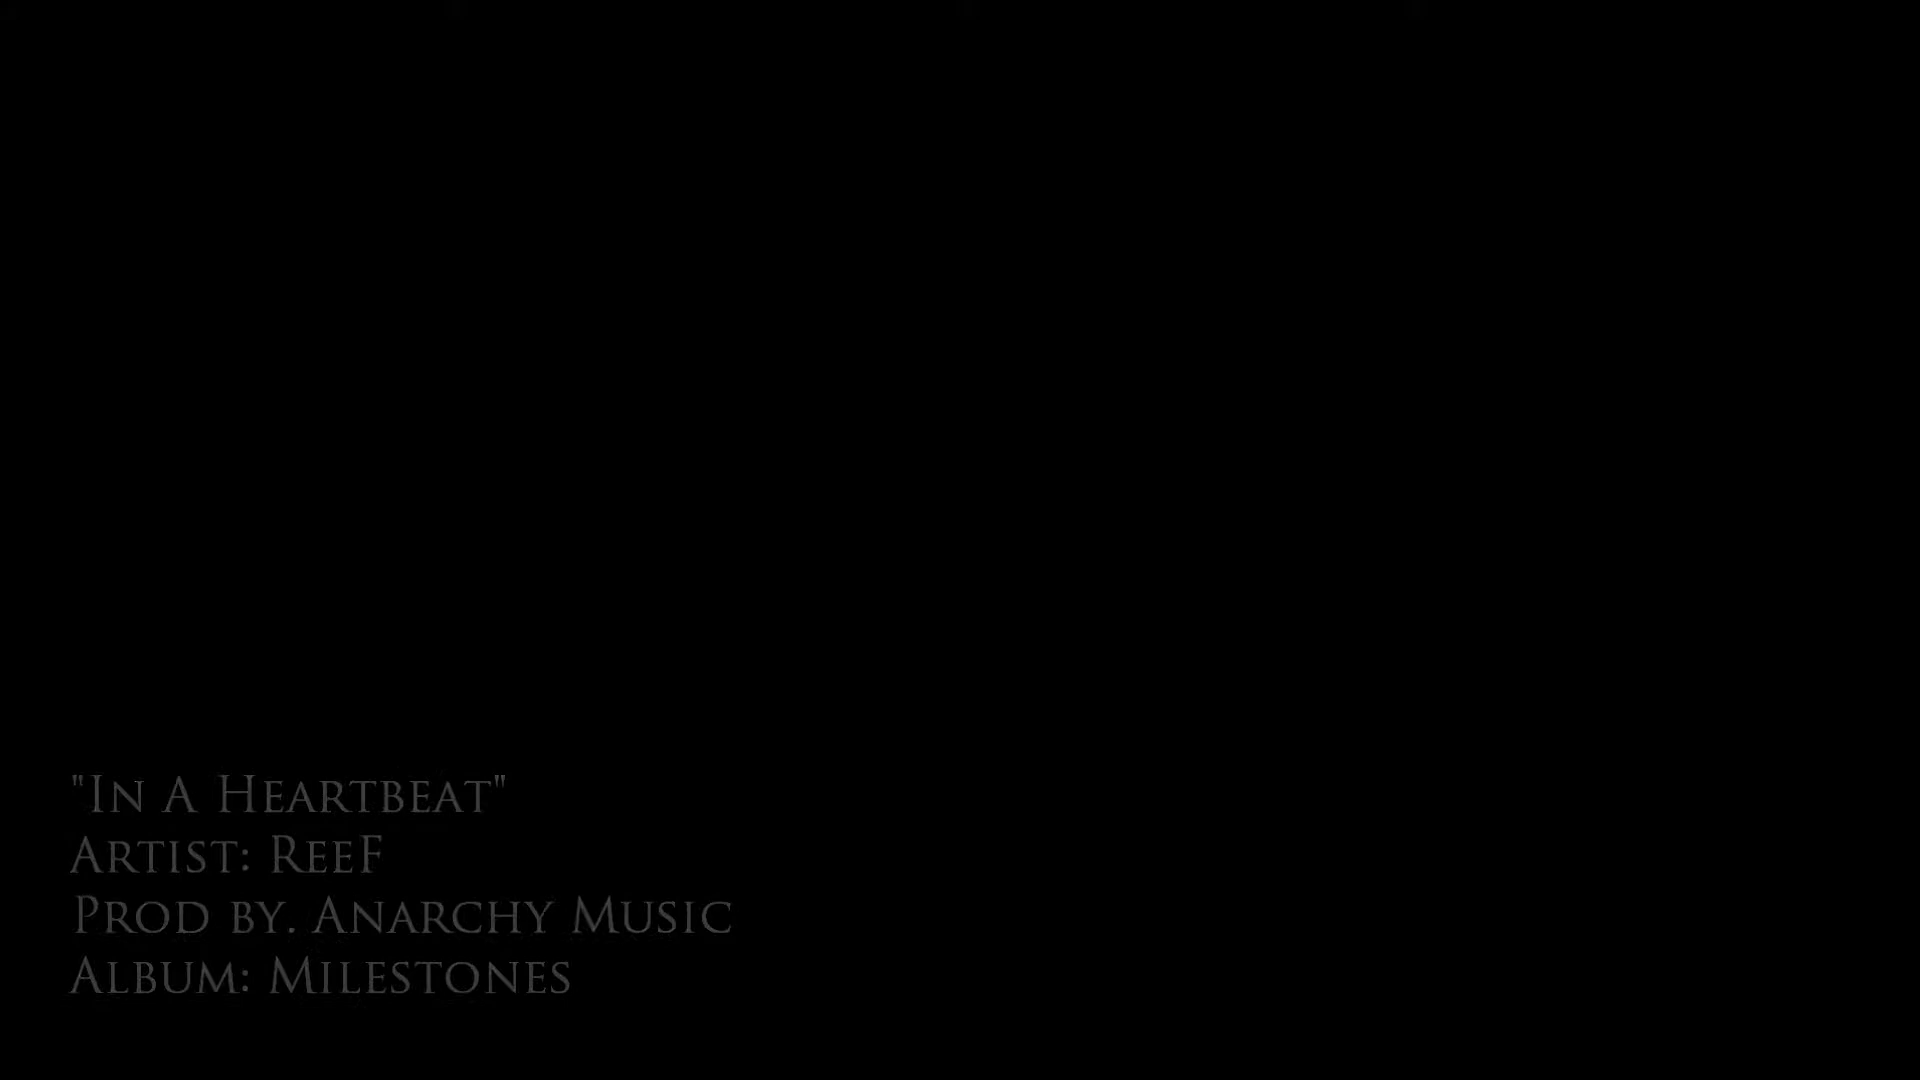 "In A Heartbeat"
Artist: ReeF
Prod by. Anarchy Music
Album: Milestones